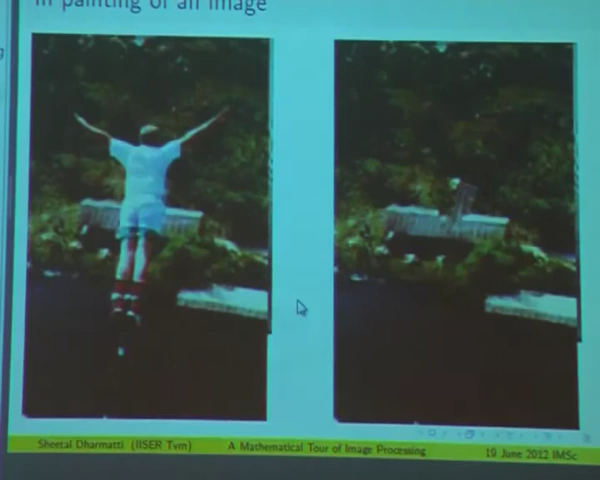 In painting of an image
Sheetal Dharmatti (IISER Tvm) A Mathematical Tour of Image Processing 19 June 2012 IMSc